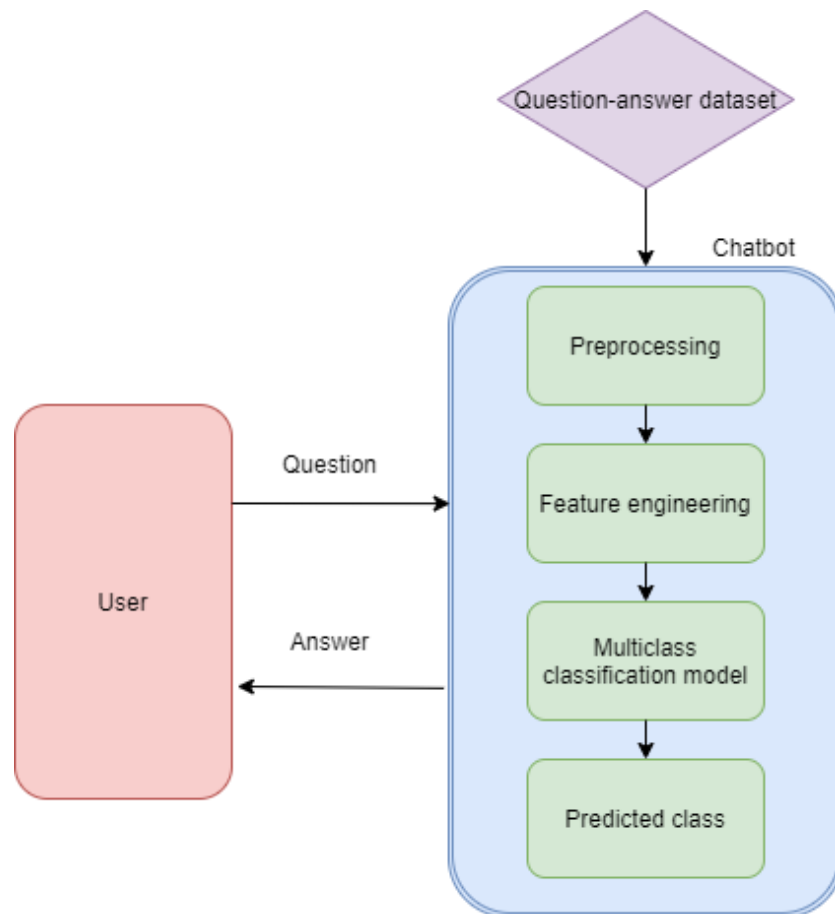 Question-answer dataset
Chatbot
Preprocessing
Question
Feature engineering
User
Answer
Multiclass
classification model
Predicted class